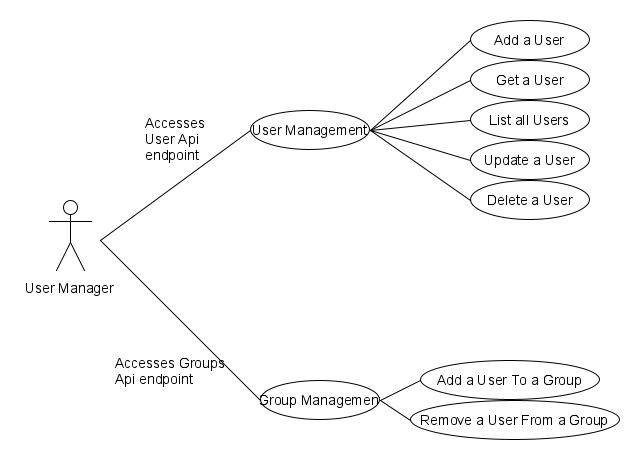 Add a User
Get a User
List all Users
Update a User
Delete a User
Accesses
User Api
endpoint
User Management
User Manager
Accesses Groups
Api endpoint
Group Management
Add a User To a Group
Remove a User From a Group